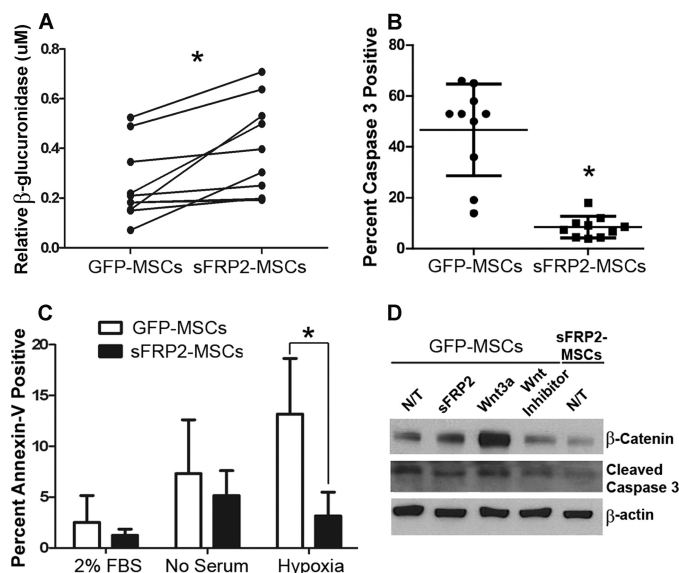 A
Relative β-glucuronidase (uM)
0.8
0.6
0.4
0.2
0.0
*
GFP-MSCs
sFRP2-MSCs
B
Percent Caspase 3 Positive
80
60
40
20
0
*
GFP-MSCs
sFRP2-MSCs
C
Percent Annexin-V Positive
20
15
10
5
0
GFP-MSCs
sFRP2-MSCs
*
2% FBS
No Serum
Hypoxia
D
GFP-MSCs
sFRP2-
MSCs
N/T
sFRP2
Wnt3a
Wnt
Inhibitor
N/T
β-Catenin
Cleaved
Caspase 3
β-actin